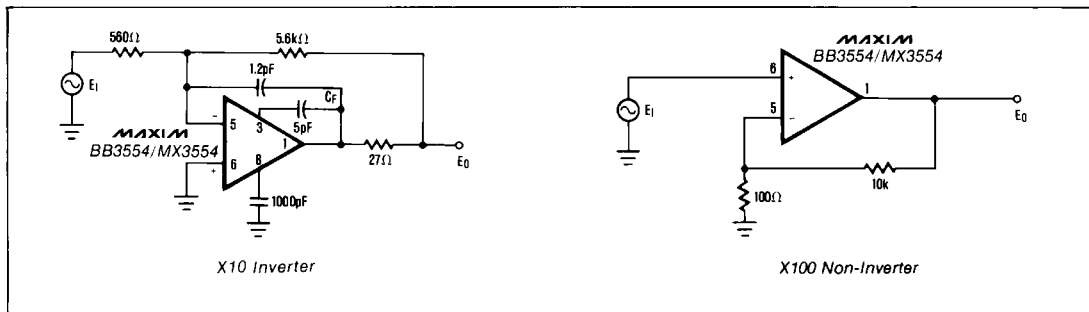 560Ω
5.6kΩ
1.2pF
CF
E1
5
3
5pF
1
MAXIM
BB3554/MX3554
6
8
27Ω
E0
1000pF
X10 Inverter
MAXIM
BB3554/MX3554
6
1
E1
5
E0
10k
100Ω
X100 Non-Inverter